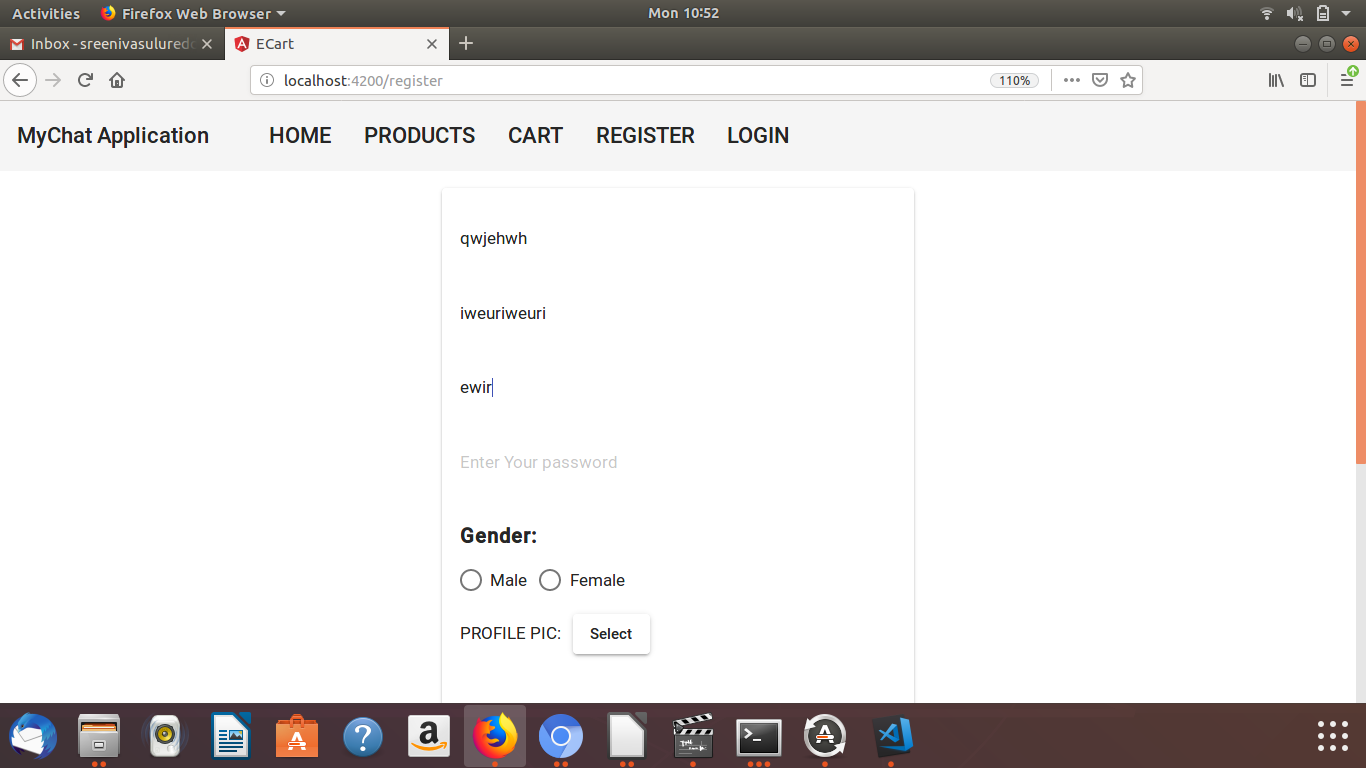 Activities Firefox Web Browser Mon 10:52
Inbox - sreenivasuluredd ECart
localhost:4200/register 110%
MyChat Application HOME PRODUCTS CART REGISTER LOGIN
qwjehwh
iweuriweuri
ewir
Enter Your password
Gender:
Male Female
PROFILE PIC: Select